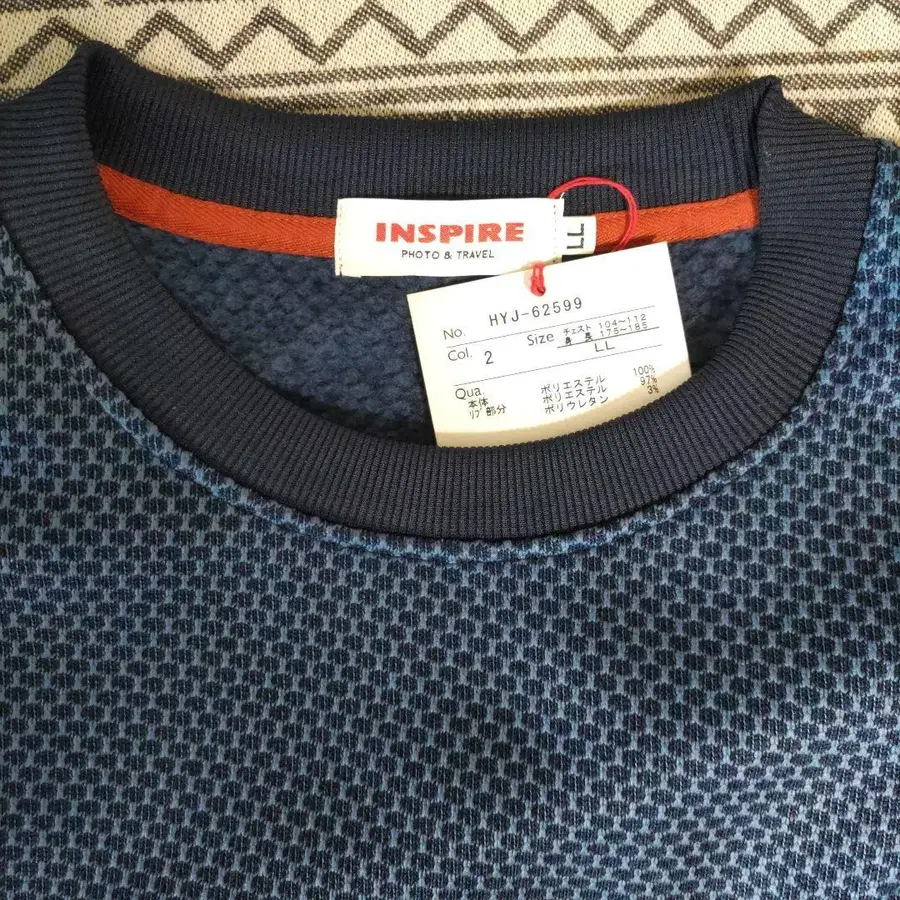 INSPIRE
PHOTO & TRAVEL
LL
No. HYJ-62599
Col. 2 Size チェスト 104~112
身長 175~185
LL
Qua. 100%
本体 ポリエステル 97%
リブ部分 ポリエステル 3%
ポリウレタン